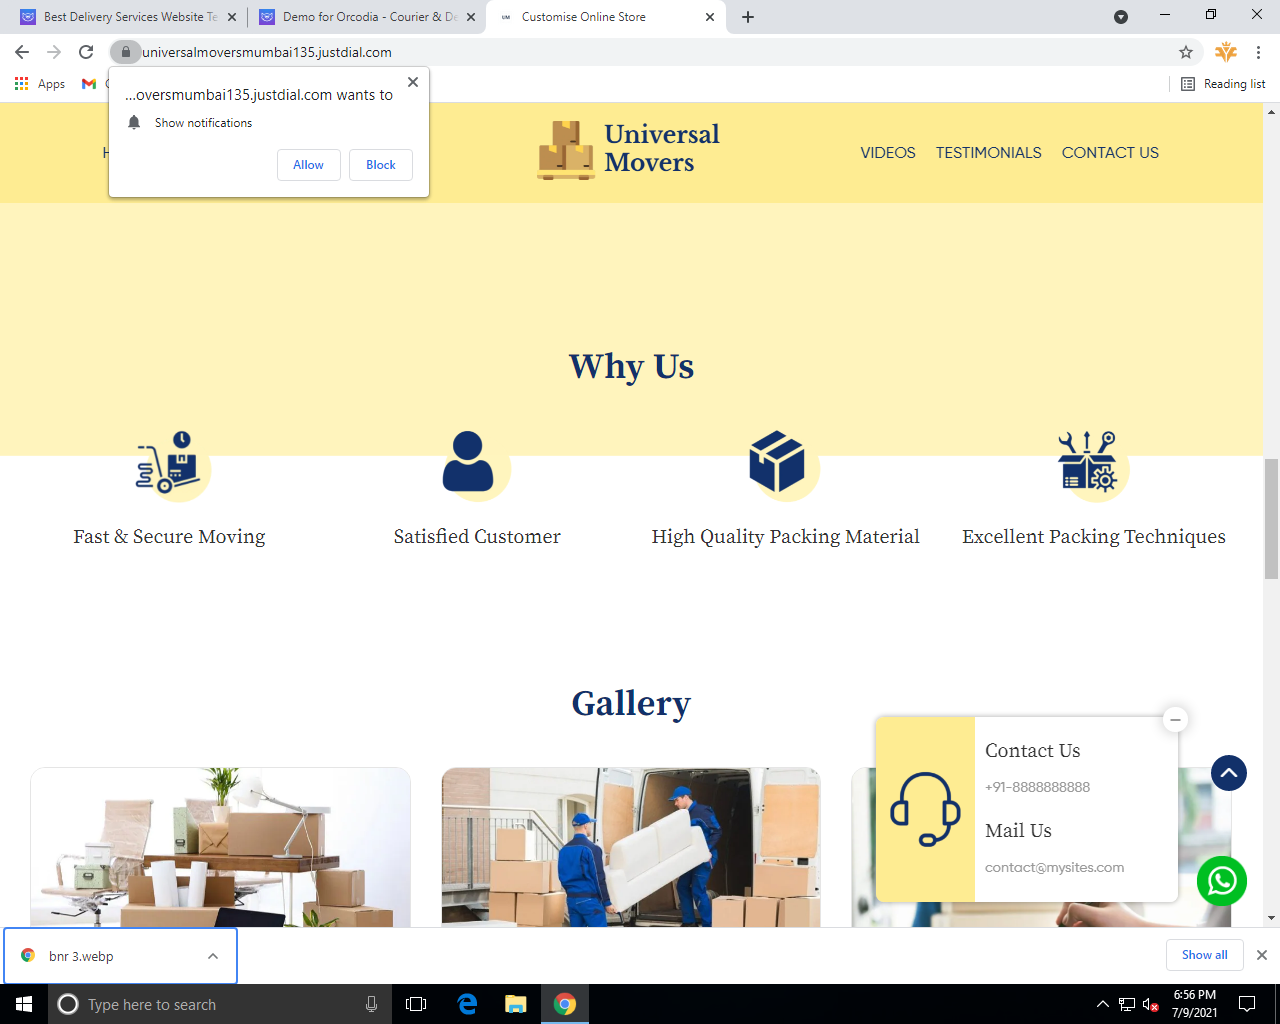 Best Delivery Services Website Te
Demo for Orcodia - Courier & De
UM
Customise Online Store
universalmoversmumbai135.justdial.com
Apps
Reading list
...oversmumbai135.justdial.com wants to
Show notifications
Allow
Block
Universal
Movers
VIDEOS
TESTIMONIALS
CONTACT US
Why Us
Fast & Secure Moving
Satisfied Customer
High Quality Packing Material
Excellent Packing Techniques
Gallery
Contact Us
+91-8888888888
Mail Us
contact@mysites.com
bnr 3.webp
Show all
Type here to search
6:56 PM
7/9/2021